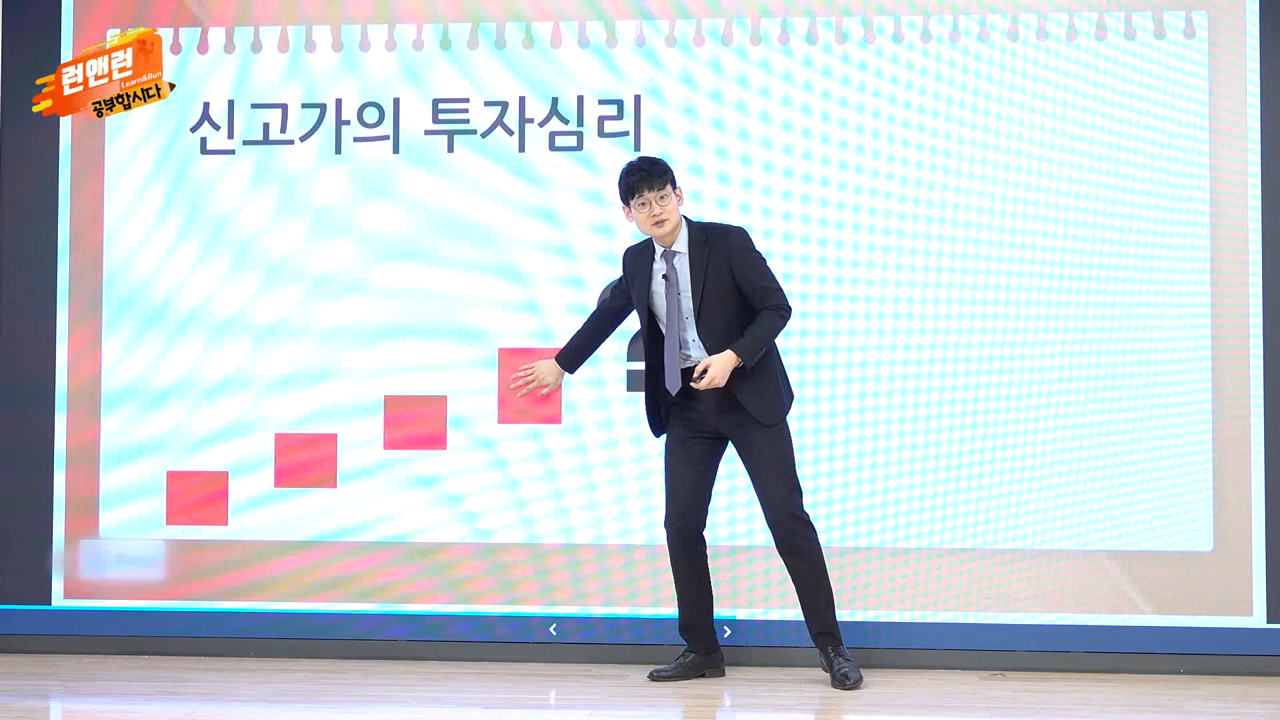 런앤런
Learn&Run
공부합시다
신고가의 투자심리